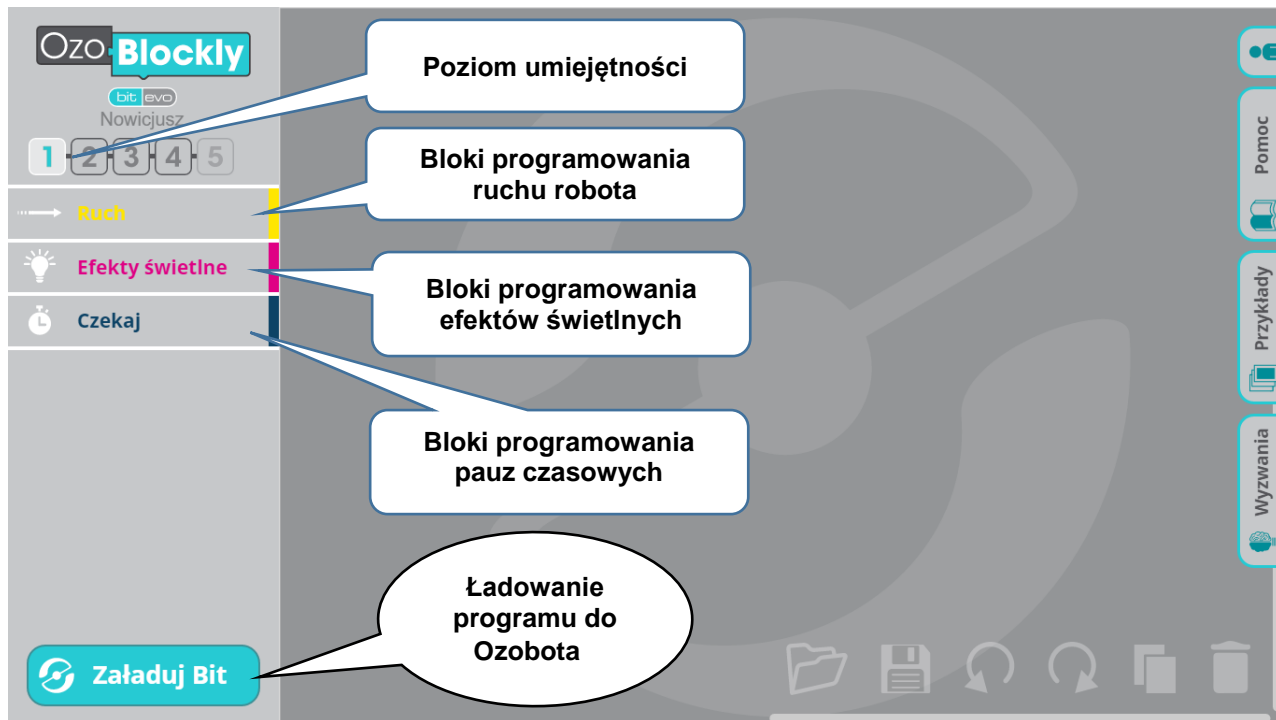 Ozo Blockly
bit evo
Nowicjusz
1 2 3 4 5
Ruch
Efekty świetlne
Czekaj
Załaduj Bit
Poziom umiejętności
Bloki programowania
ruchu robota
Bloki programowania
efektów świetlnych
Bloki programowania
pauz czasowych
Ładowanie
programu do
Ozobota
Pomoc
Przykłady
Wyzwania